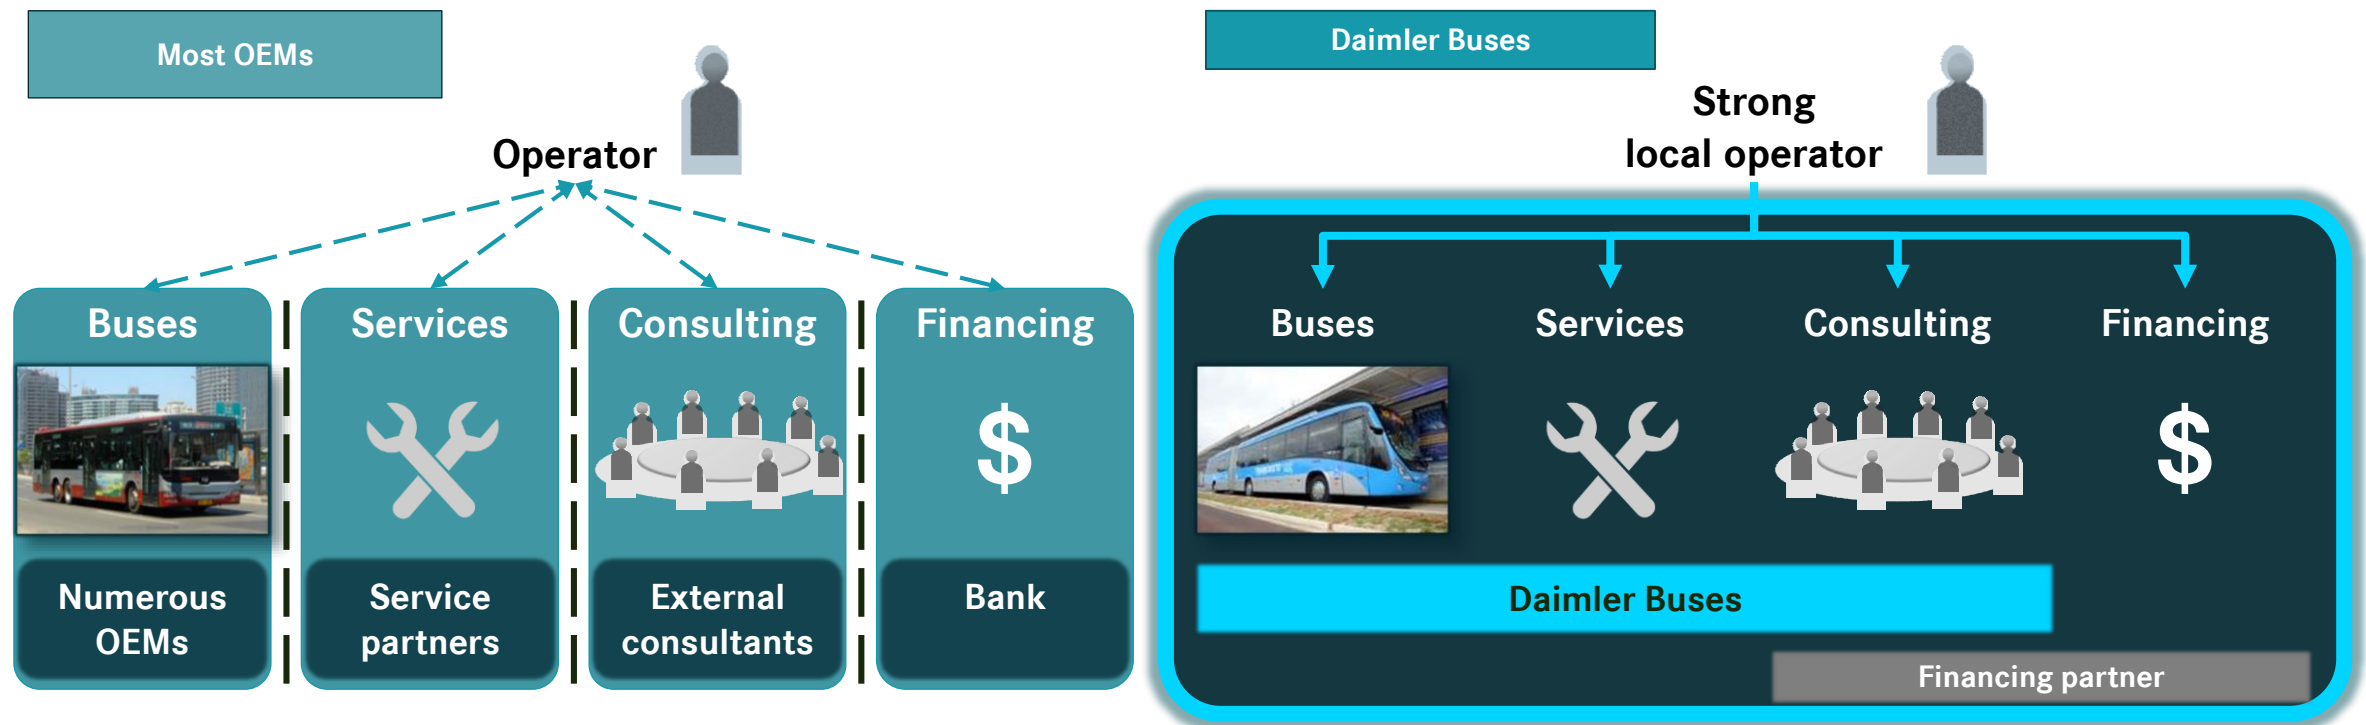 Most OEMs
Operator
Buses
Services
Consulting
Financing
$
Numerous
OEMs
Service
partners
External
consultants
Bank
Daimler Buses
Strong
local operator
Buses
Services
Consulting
Financing
$
Daimler Buses
Financing partner